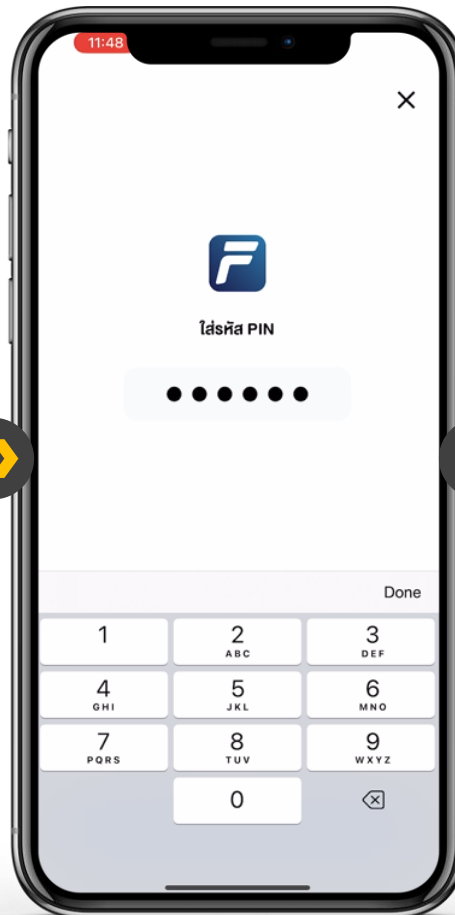 11:48
ใส่รหัส PIN
Done
1
2
ABC
3
DEF
4
GHI
5
JKL
6
MNO
7
PQRS
8
TUV
9
WXYZ
0